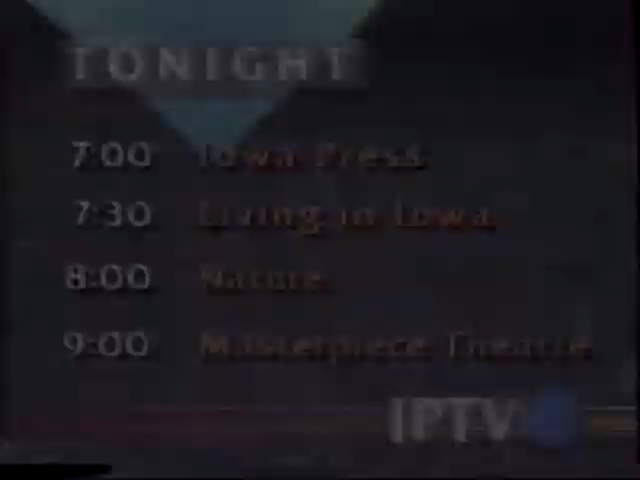 TONIGHT
7:00 Iowa Press
7:30 Living in Iowa
8:00 Nature
9:00 Masterpiece Theatre
IPTV